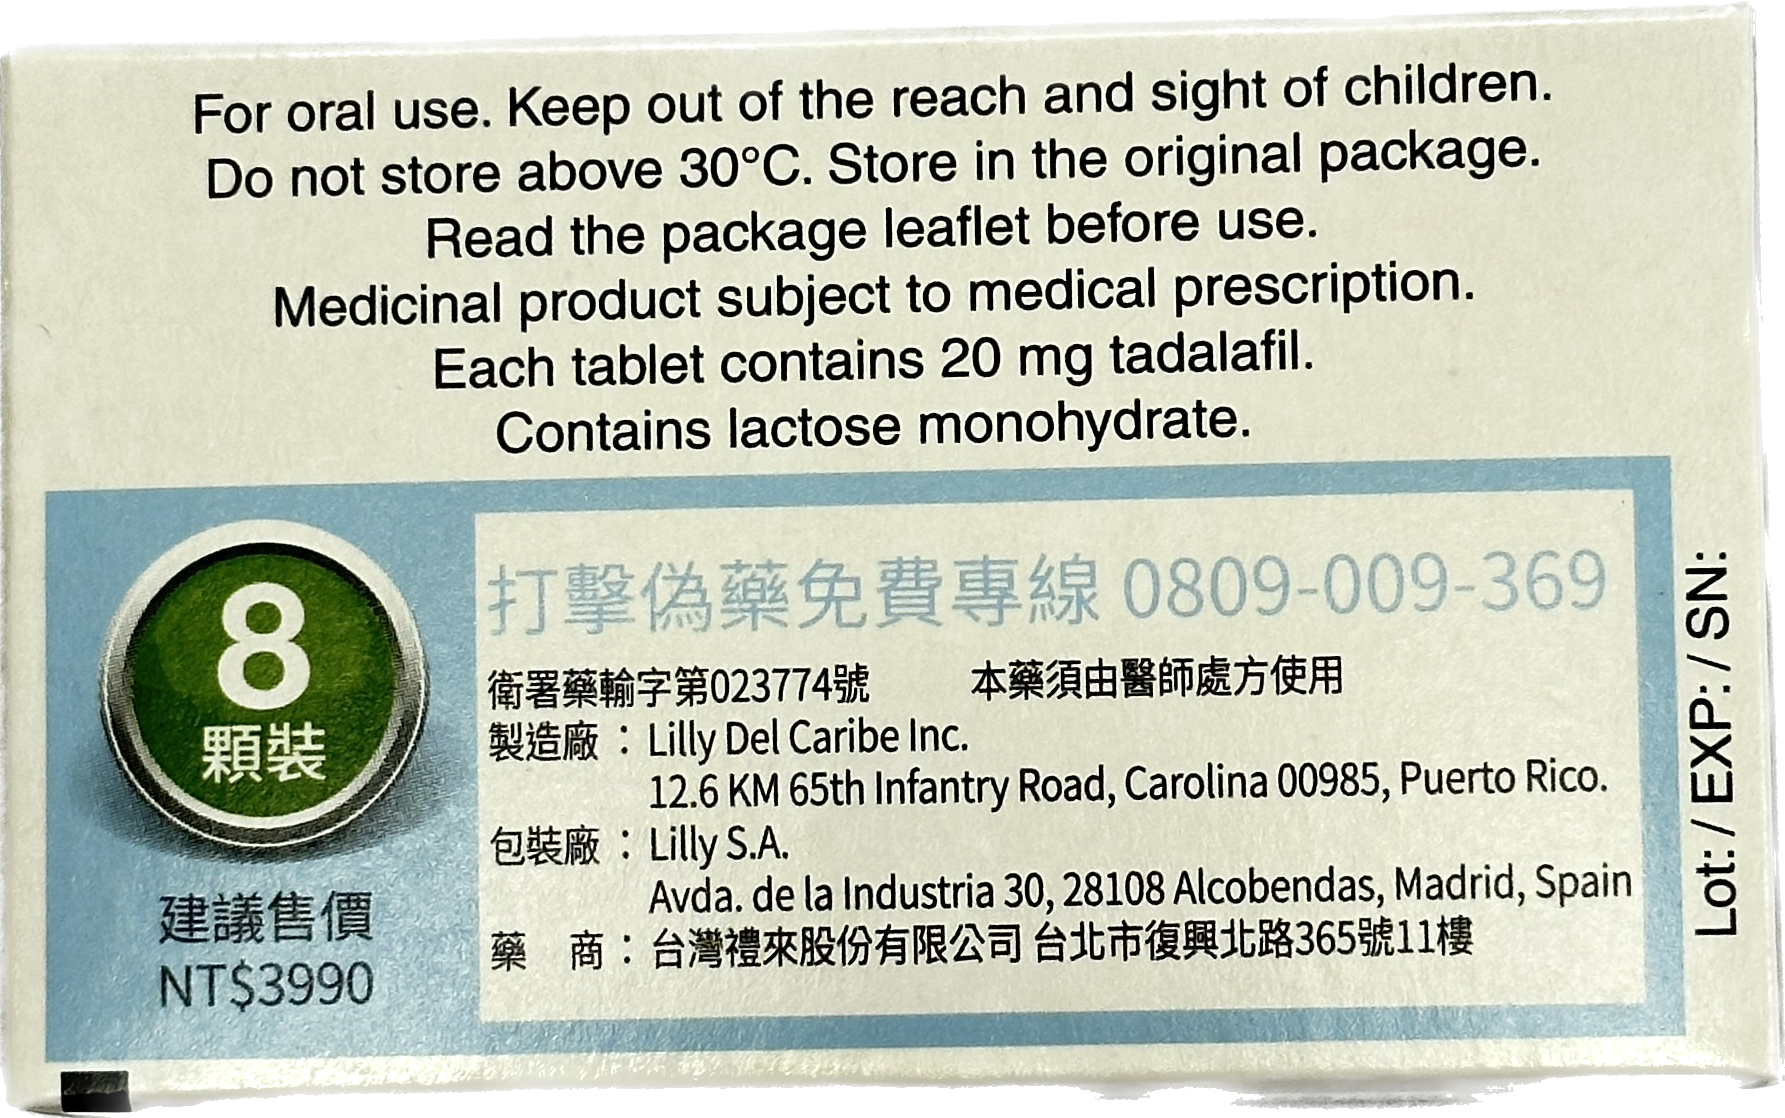 For oral use. Keep out of the reach and sight of children.
Do not store above 30°C. Store in the original package.
Read the package leaflet before use.
Medicinal product subject to medical prescription.
Each tablet contains 20 mg tadalafil.
Contains lactose monohydrate.
8
顆裝
建議售價
NT$3990
打擊偽藥免費專線 0809-009-369
衛署藥輸字第023774號 本藥須由醫師處方使用
製造廠：Lilly Del Caribe Inc.
12.6 KM 65th Infantry Road, Carolina 00985, Puerto Rico.
包裝廠：Lilly S.A.
Avda. de la Industria 30, 28108 Alcobendas, Madrid, Spain
藥 商：台灣禮來股份有限公司 台北市復興北路365號11樓
Lot: / EXP: / SN: